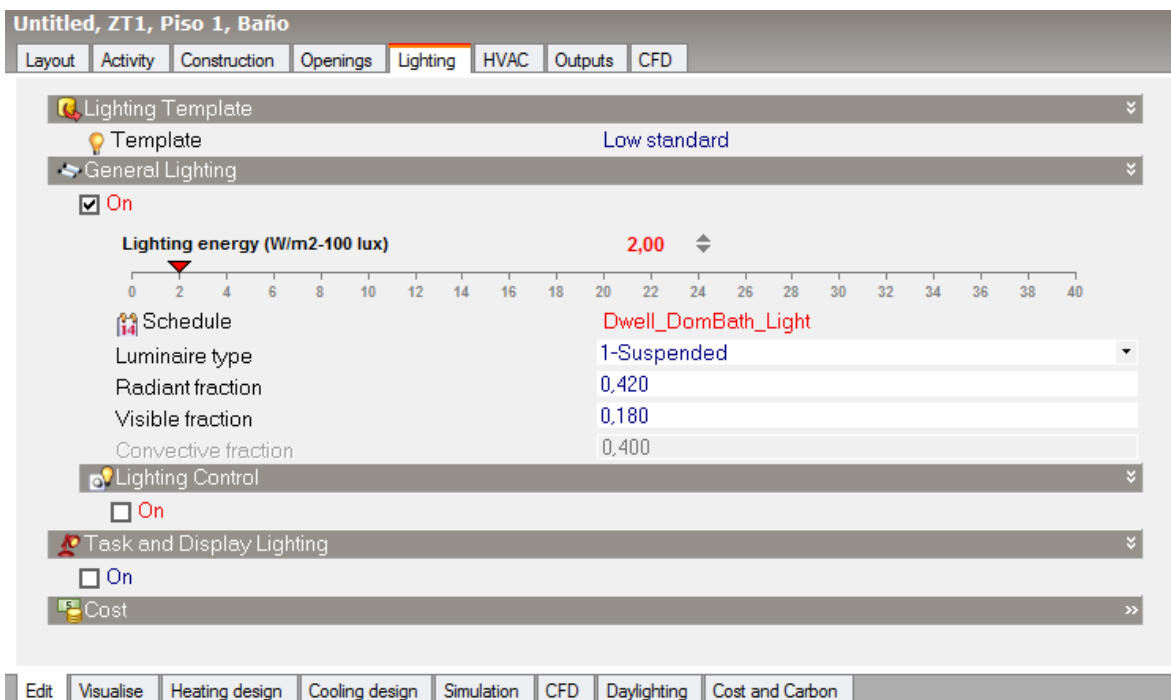 Untitled, ZT1, Piso 1, Baño
Layout Activity Construction Openings Lighting HVAC Outputs CFD
Lighting Template
Template Low standard
General Lighting
On
Lighting energy (W/m2-100 lux) 2,00
0 2 4 6 8 10 12 14 16 18 20 22 24 26 28 30 32 34 36 38 40
14 Schedule Dwell_DomBath_Light
Luminaire type 1-Suspended
Radiant fraction 0,420
Visible fraction 0,180
Convective fraction 0,400
Lighting Control
On
Task and Display Lighting
On
Cost
Edit Visualise Heating design Cooling design Simulation CFD Daylighting Cost and Carbon